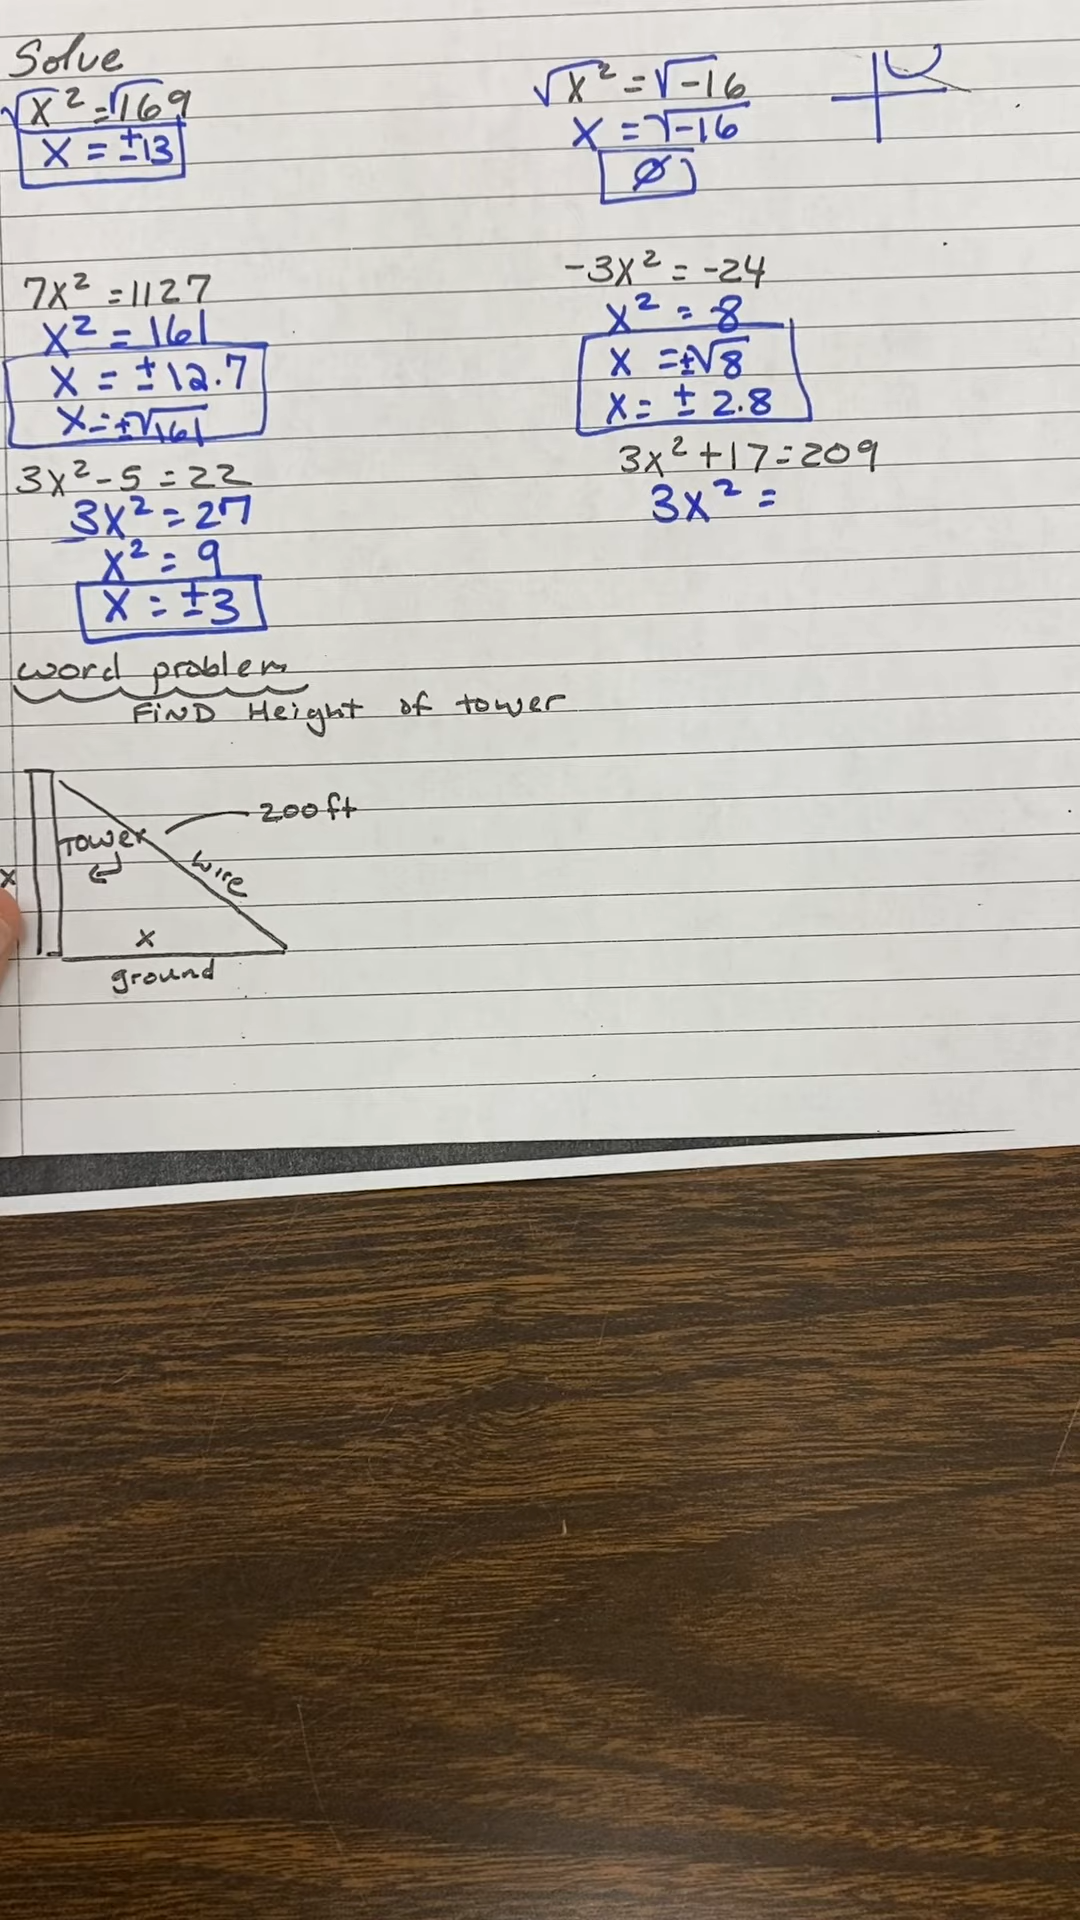 Solve
√x² = √169
x = ±13
√x² = √-16
x = √-16
∅
7x² = 1127
x² = 161
x = ±12.7
x = ±√161
-3x² = -24
x² = 8
x = ±√8
x = ± 2.8
3x² - 5 = 22
3x² = 27
x² = 9
x = ±3
3x² + 17 = 209
3x² =
word problem
FIND Height of tower
200ft
Tower
wire
x
x
ground